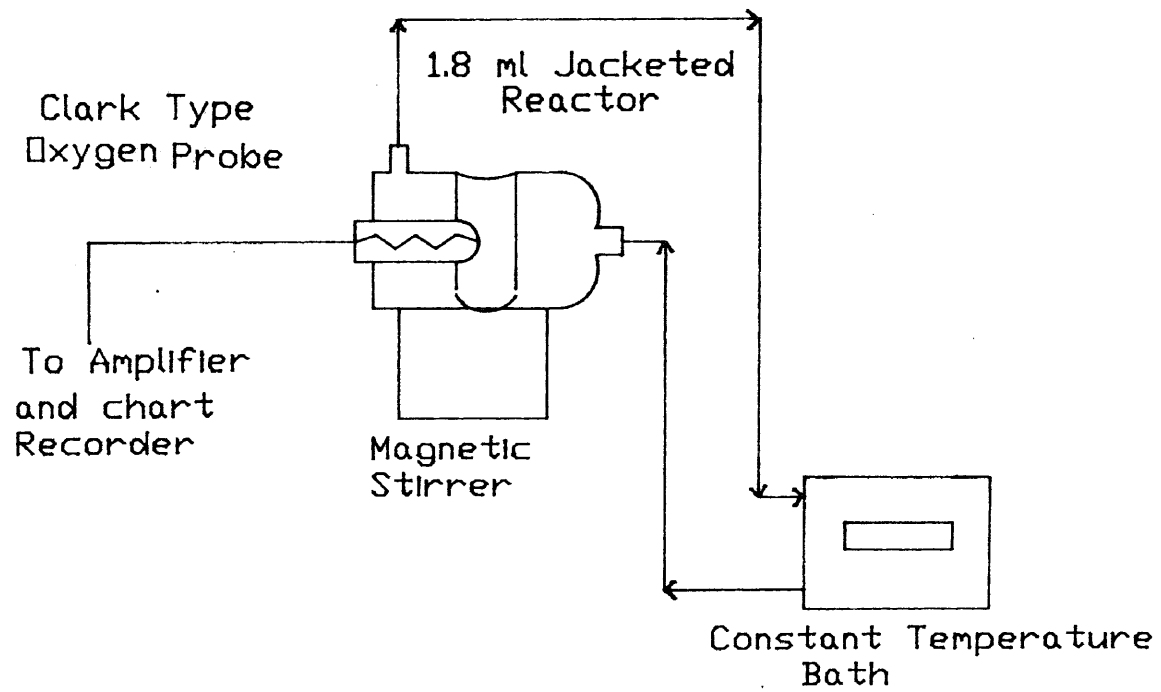 1.8 ml Jacketed
Reactor
Clark Type
Oxygen Probe
To Amplifier
and chart
Recorder
Magnetic
Stirrer
Constant Temperature
Bath